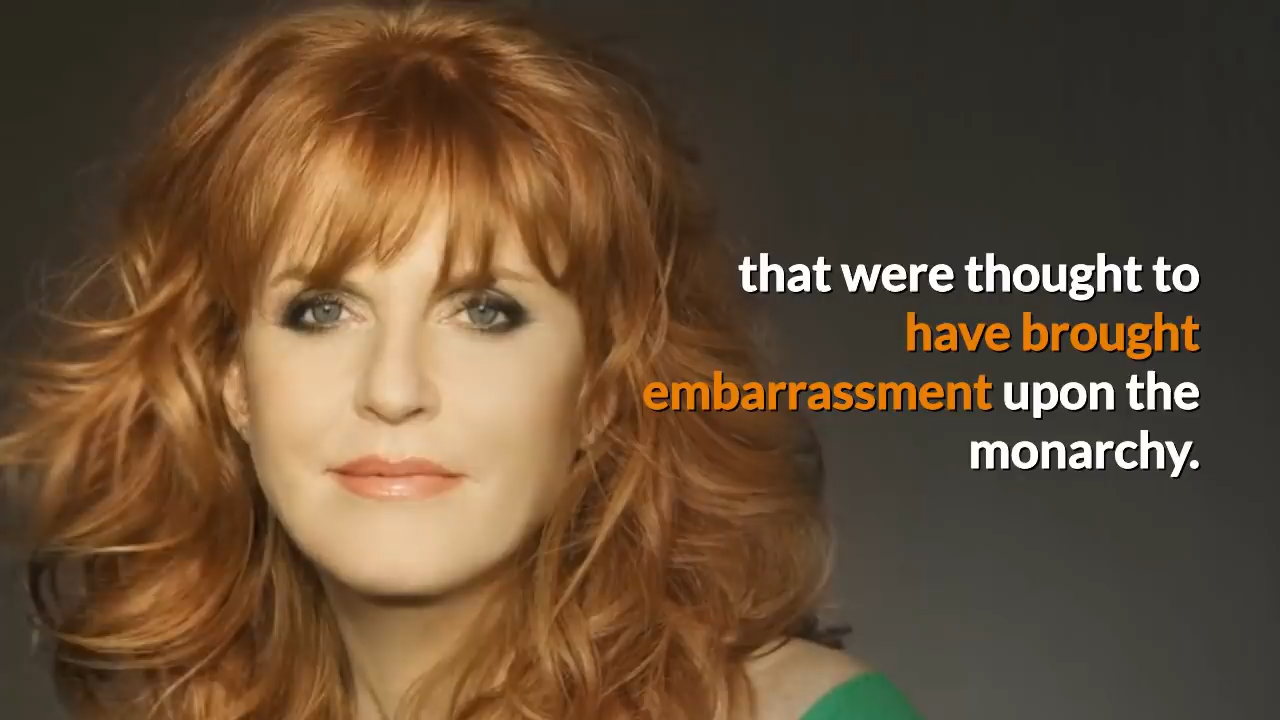 that were thought to
have brought
embarrassment upon the
monarchy.